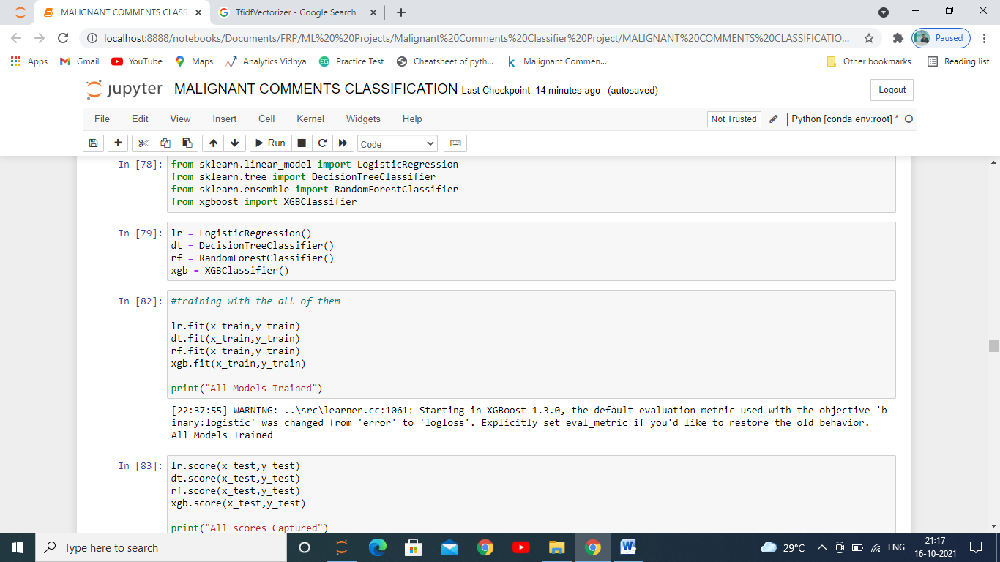 MALIGNANT COMMENTS CLASS
TfidfVectorizer - Google Search
localhost:8888/notebooks/Documents/FRP/ML%20%20Projects/Malignant%20Comments%20Classifier%20Project/MALIGNANT%20COMMENTS%20CLASSIFICATIO...
Paused
Apps Gmail YouTube Maps Analytics Vidhya Practice Test Cheatsheet of pyth... Malignant Commen... Other bookmarks Reading list
jupyter MALIGNANT COMMENTS CLASSIFICATION Last Checkpoint: 14 minutes ago (autosaved) Logout
File Edit View Insert Cell Kernel Widgets Help Not Trusted Python [conda env:root] *
Run Code
In [78]: from sklearn.linear_model import LogisticRegression
from sklearn.tree import DecisionTreeClassifier
from sklearn.ensemble import RandomForestClassifier
from xgboost import XGBClassifier
In [79]: lr = LogisticRegression()
dt = DecisionTreeClassifier()
rf = RandomForestClassifier()
xgb = XGBClassifier()
In [82]: #training with the all of them
lr.fit(x_train,y_train)
dt.fit(x_train,y_train)
rf.fit(x_train,y_train)
xgb.fit(x_train,y_train)
print("All Models Trained")
[22:37:55] WARNING: ..\src\learner.cc:1061: Starting in XGBoost 1.3.0, the default evaluation metric used with the objective 'b
inary:logistic' was changed from 'error' to 'logloss'. Explicitly set eval_metric if you'd like to restore the old behavior.
All Models Trained
In [83]: lr.score(x_test,y_test)
dt.score(x_test,y_test)
rf.score(x_test,y_test)
xgb.score(x_test,y_test)
print("All scores Captured")
Type here to search
29°C ENG
21:17
16-10-2021